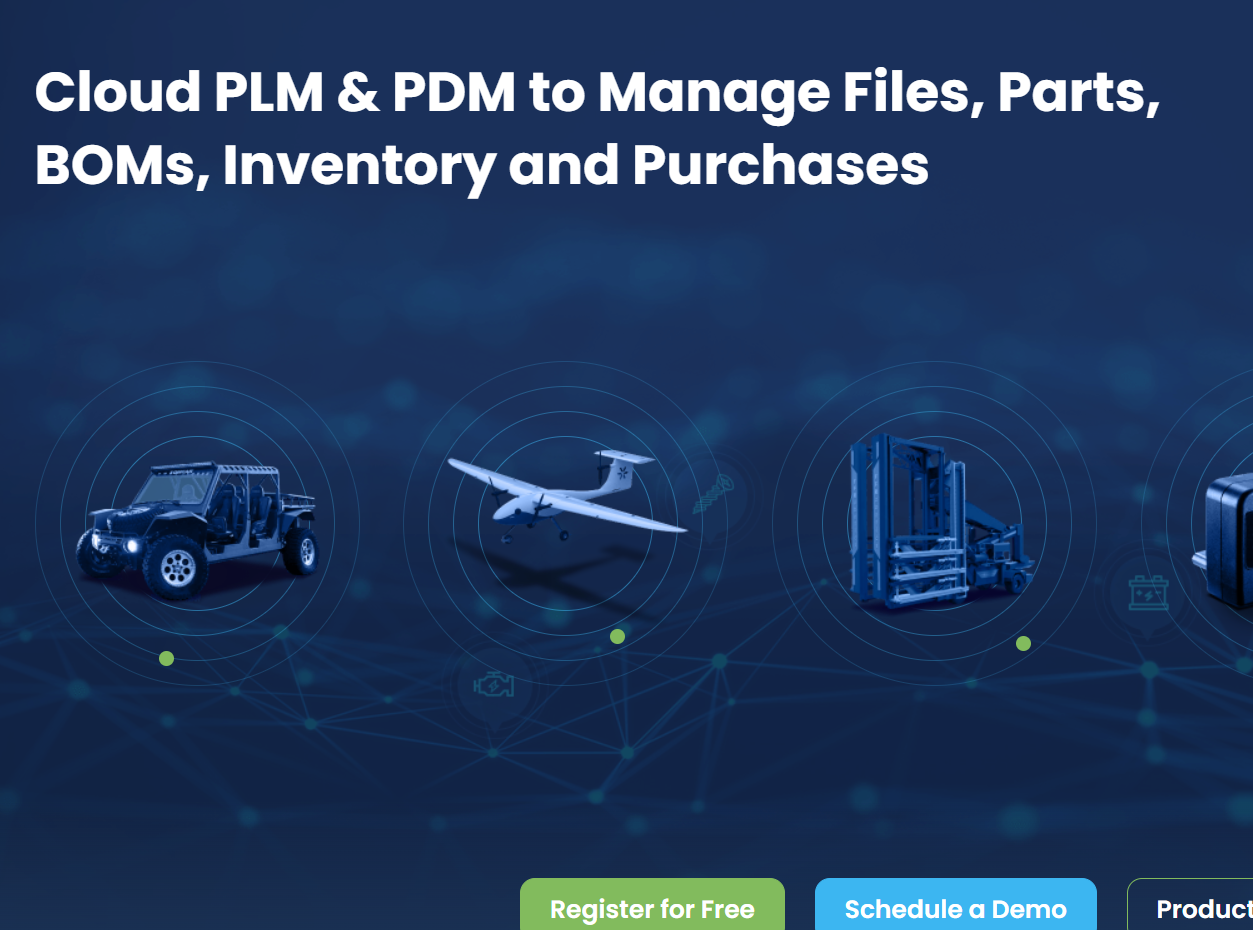 Cloud PLM & PDM to Manage Files, Parts,
BOMs, Inventory and Purchases
Register for Free
Schedule a Demo
Product